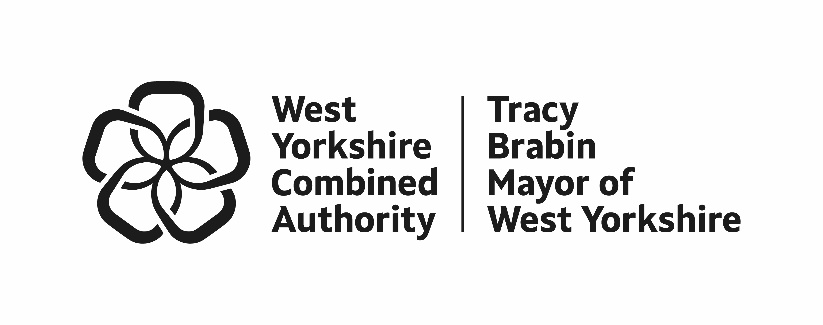 West
Yorkshire
Combined
Authority
Tracy
Brabin
Mayor of
West Yorkshire